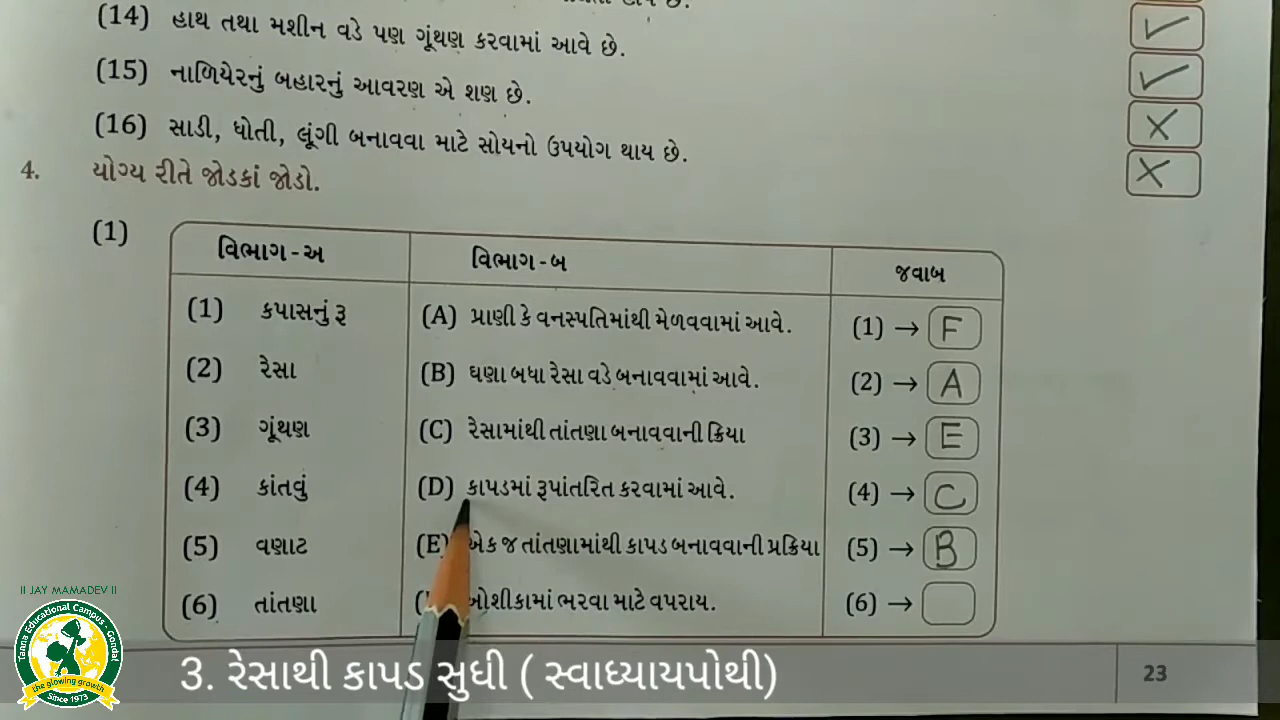 (14) હાથ તથા મશીન વડે પણ ગૂંથણ કરવામાં આવે છે. ✓
(15) નાળિયેરનું બહારનું આવરણ એ શણ છે. ✓
(16) સાડી, ધોતી, લૂંગી બનાવવા માટે સોયનો ઉપયોગ થાય છે. ✗
✗
4. યોગ્ય રીતે જોડકાં જોડો.
(1) વિભાગ-અ વિભાગ-બ જવાબ
(1) કપાસનું રૂ (A) પ્રાણી કે વનસ્પતિમાંથી મેળવવામાં આવે. (1) → F
(2) રેસા (B) ઘણા બધા રેસા વડે બનાવવામાં આવે. (2) → A
(3) ગૂંથણ (C) રેસામાંથી તાંતણા બનાવવાની ક્રિયા (3) → E
(4) કાંતવું (D) કાપડમાં રૂપાંતરિત કરવામાં આવે. (4) → C
(5) વણાટ (E) એક જ તાંતણામાંથી કાપડ બનાવવાની પ્રક્રિયા (5) → B
(6) તાંતણા ઓશીકામાં ભરવા માટે વપરાય. (6) →
23
॥ JAY MAMADEV ॥
Tanna Educational Campus - Gondal
the glowing growth
Since 1973
3. રેસાથી કાપડ સુધી ( સ્વાધ્યાયપોથી)